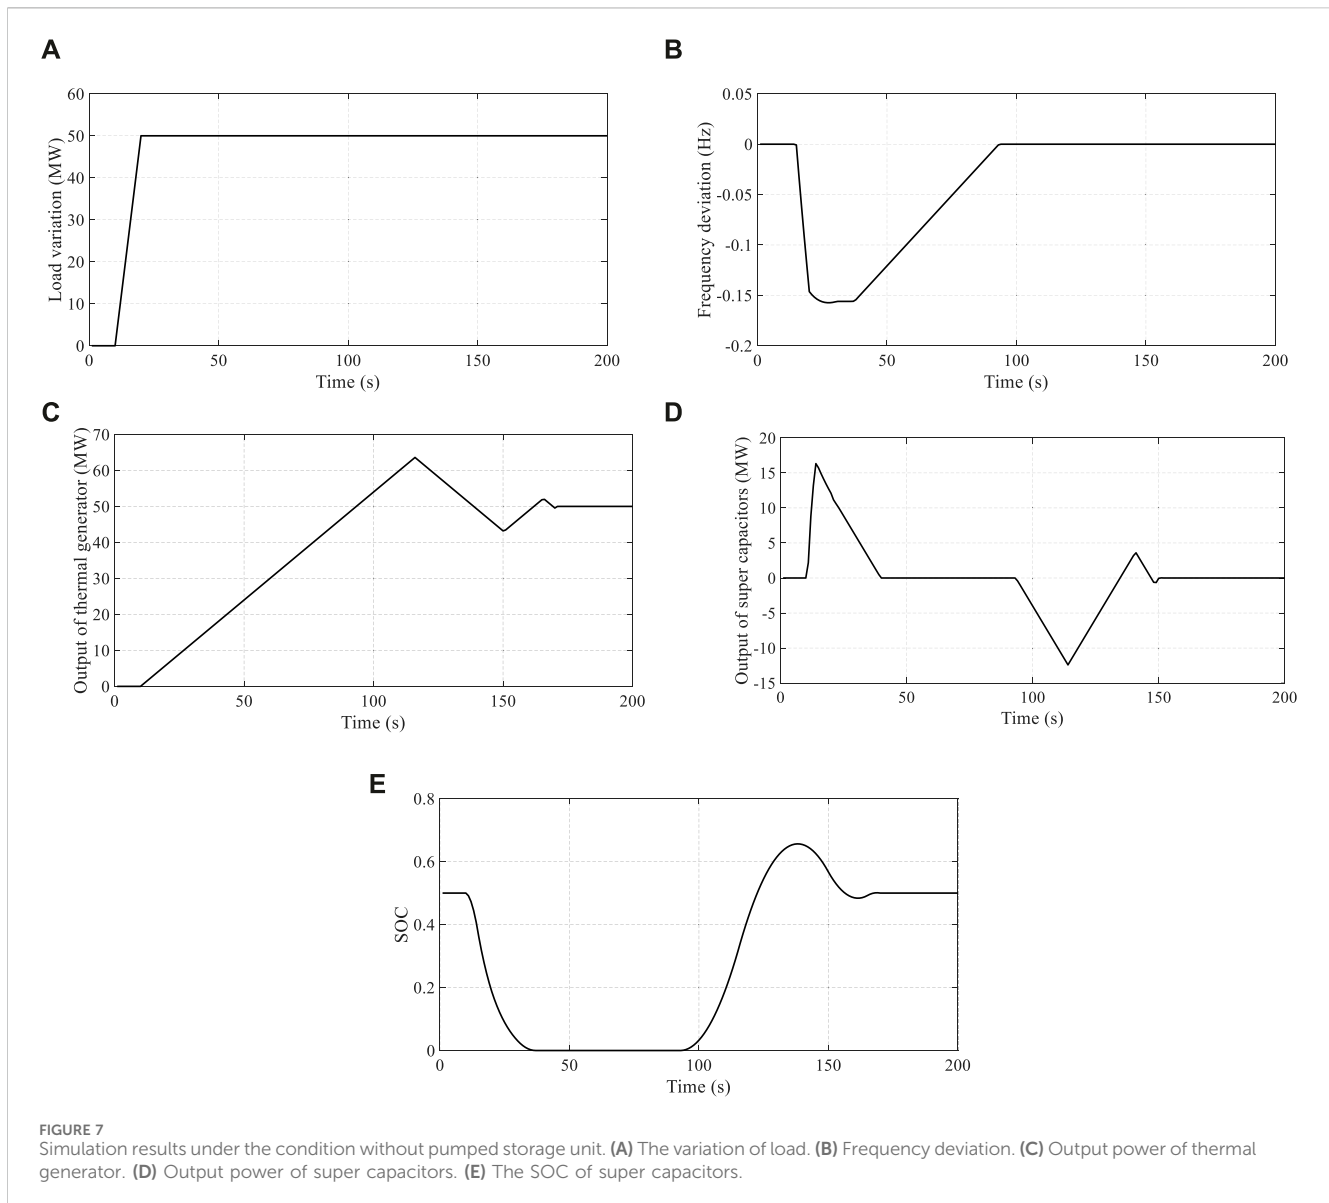 A
60
50
40
30
20
10
0
Load variation (MW)
0 50 100 150 200
Time (s)
B
0.05
0
-0.05
-0.1
-0.15
-0.2
Frequency deviation (Hz)
0 50 100 150 200
Time (s)
C
70
60
50
40
30
20
10
0
Output of thermal generator (MW)
0 50 100 150 200
Time (s)
D
20
15
10
5
0
-5
-10
-15
Output of super capacitors (MW)
0 50 100 150 200
Time (s)
E
0.8
0.6
0.4
0.2
0
SOC
0 50 100 150 200
Time (s)
FIGURE 7
Simulation results under the condition without pumped storage unit. (A) The variation of load. (B) Frequency deviation. (C) Output power of thermal
generator. (D) Output power of super capacitors. (E) The SOC of super capacitors.